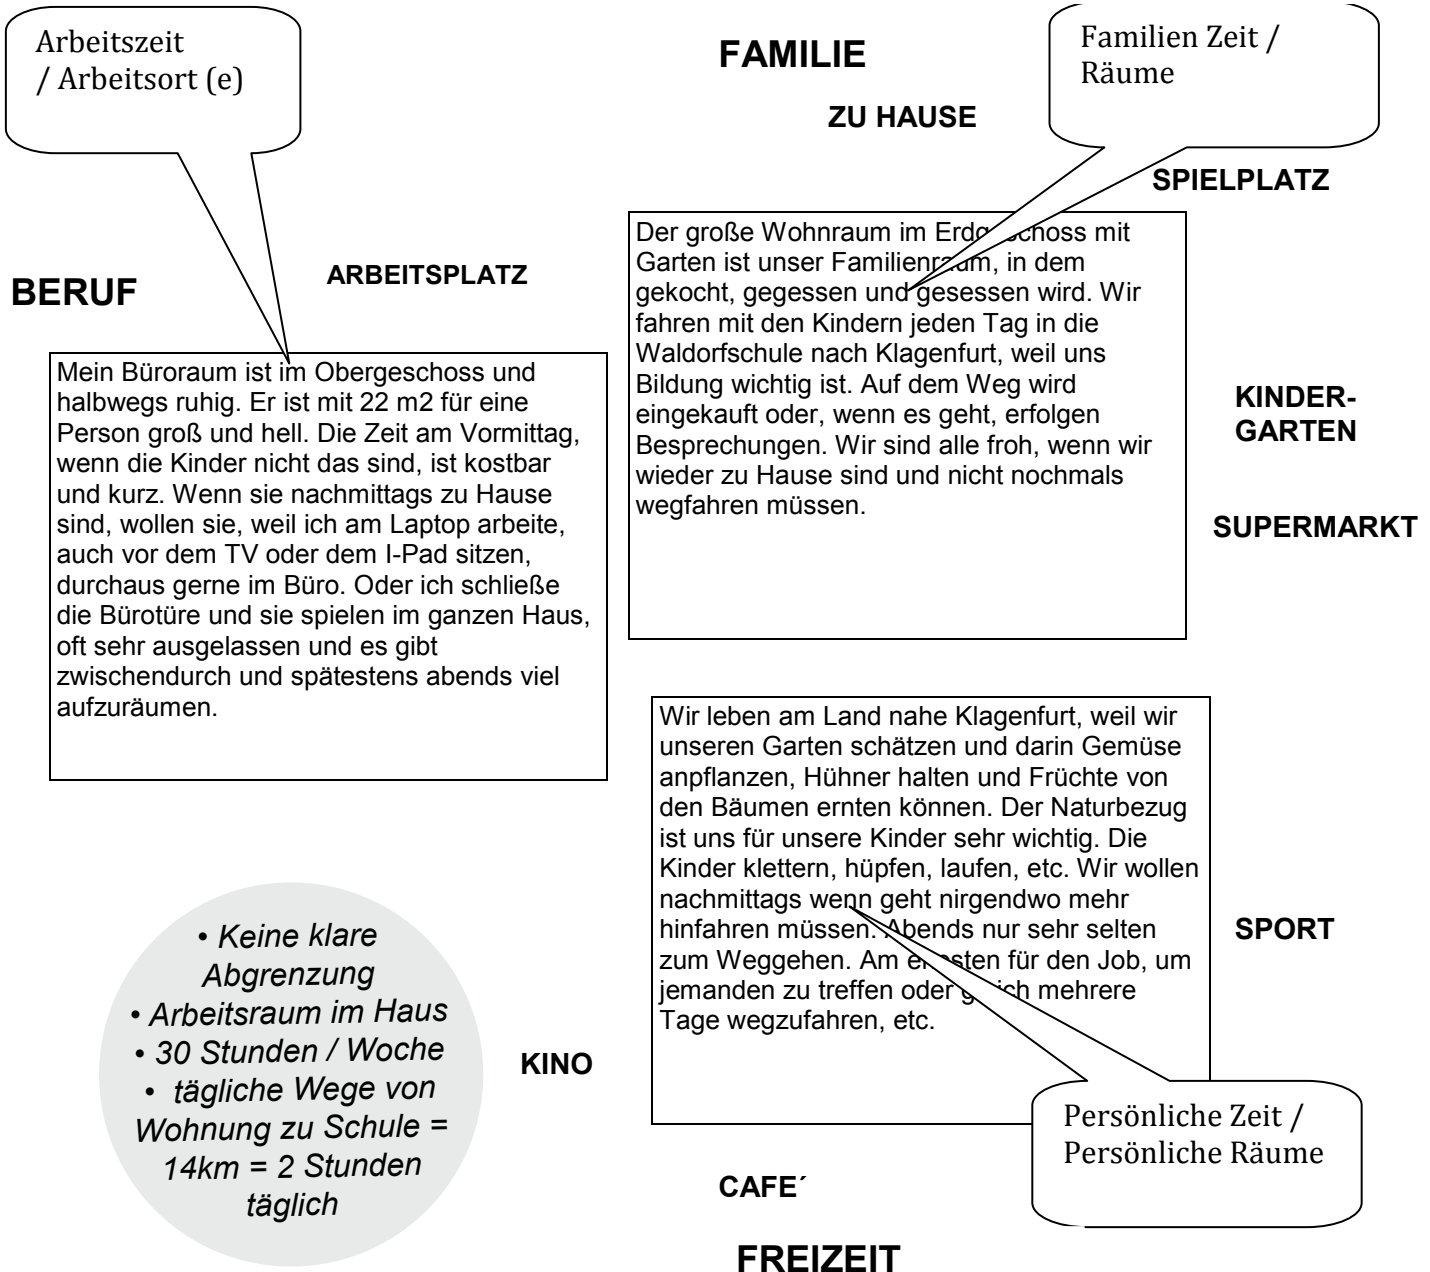 Arbeitszeit
/ Arbeitsort (e)
FAMILIE
ZU HAUSE
Familien Zeit /
Räume
SPIELPLATZ
BERUF
ARBEITSPLATZ
Der große Wohnraum im Erdgeschoss mit
Garten ist unser Familienraum, in dem
gekocht, gegessen und gesessen wird. Wir
fahren mit den Kindern jeden Tag in die
Waldorfschule nach Klagenfurt, weil uns
Bildung wichtig ist. Auf dem Weg wird
eingekauft oder, wenn es geht, erfolgen
Besprechungen. Wir sind alle froh, wenn wir
wieder zu Hause sind und nicht nochmals
wegfahren müssen.
Mein Büroraum ist im Obergeschoss und
halbwegs ruhig. Er ist mit 22 m2 für eine
Person groß und hell. Die Zeit am Vormittag,
wenn die Kinder nicht das sind, ist kostbar
und kurz. Wenn sie nachmittags zu Hause
sind, wollen sie, weil ich am Laptop arbeite,
auch vor dem TV oder dem I-Pad sitzen,
durchaus gerne im Büro. Oder ich schließe
die Bürotüre und sie spielen im ganzen Haus,
oft sehr ausgelassen und es gibt
zwischendurch und spätestens abends viel
aufzuräumen.
KINDER-
GARTEN
SUPERMARKT
Wir leben am Land nahe Klagenfurt, weil wir
unseren Garten schätzen und darin Gemüse
anpflanzen, Hühner halten und Früchte von
den Bäumen ernten können. Der Naturbezug
ist uns für unsere Kinder sehr wichtig. Die
Kinder klettern, hüpfen, laufen, etc. Wir wollen
nachmittags wenn geht nirgendwo mehr
hinfahren müssen. Abends nur sehr selten
zum Weggehen. Am ehesten für den Job, um
jemanden zu treffen oder gleich mehrere
Tage wegzufahren, etc.
SPORT
• Keine klare
Abgrenzung
• Arbeitsraum im Haus
• 30 Stunden / Woche
• tägliche Wege von
Wohnung zu Schule =
14km = 2 Stunden
täglich
KINO
Persönliche Zeit /
Persönliche Räume
CAFE´
FREIZEIT